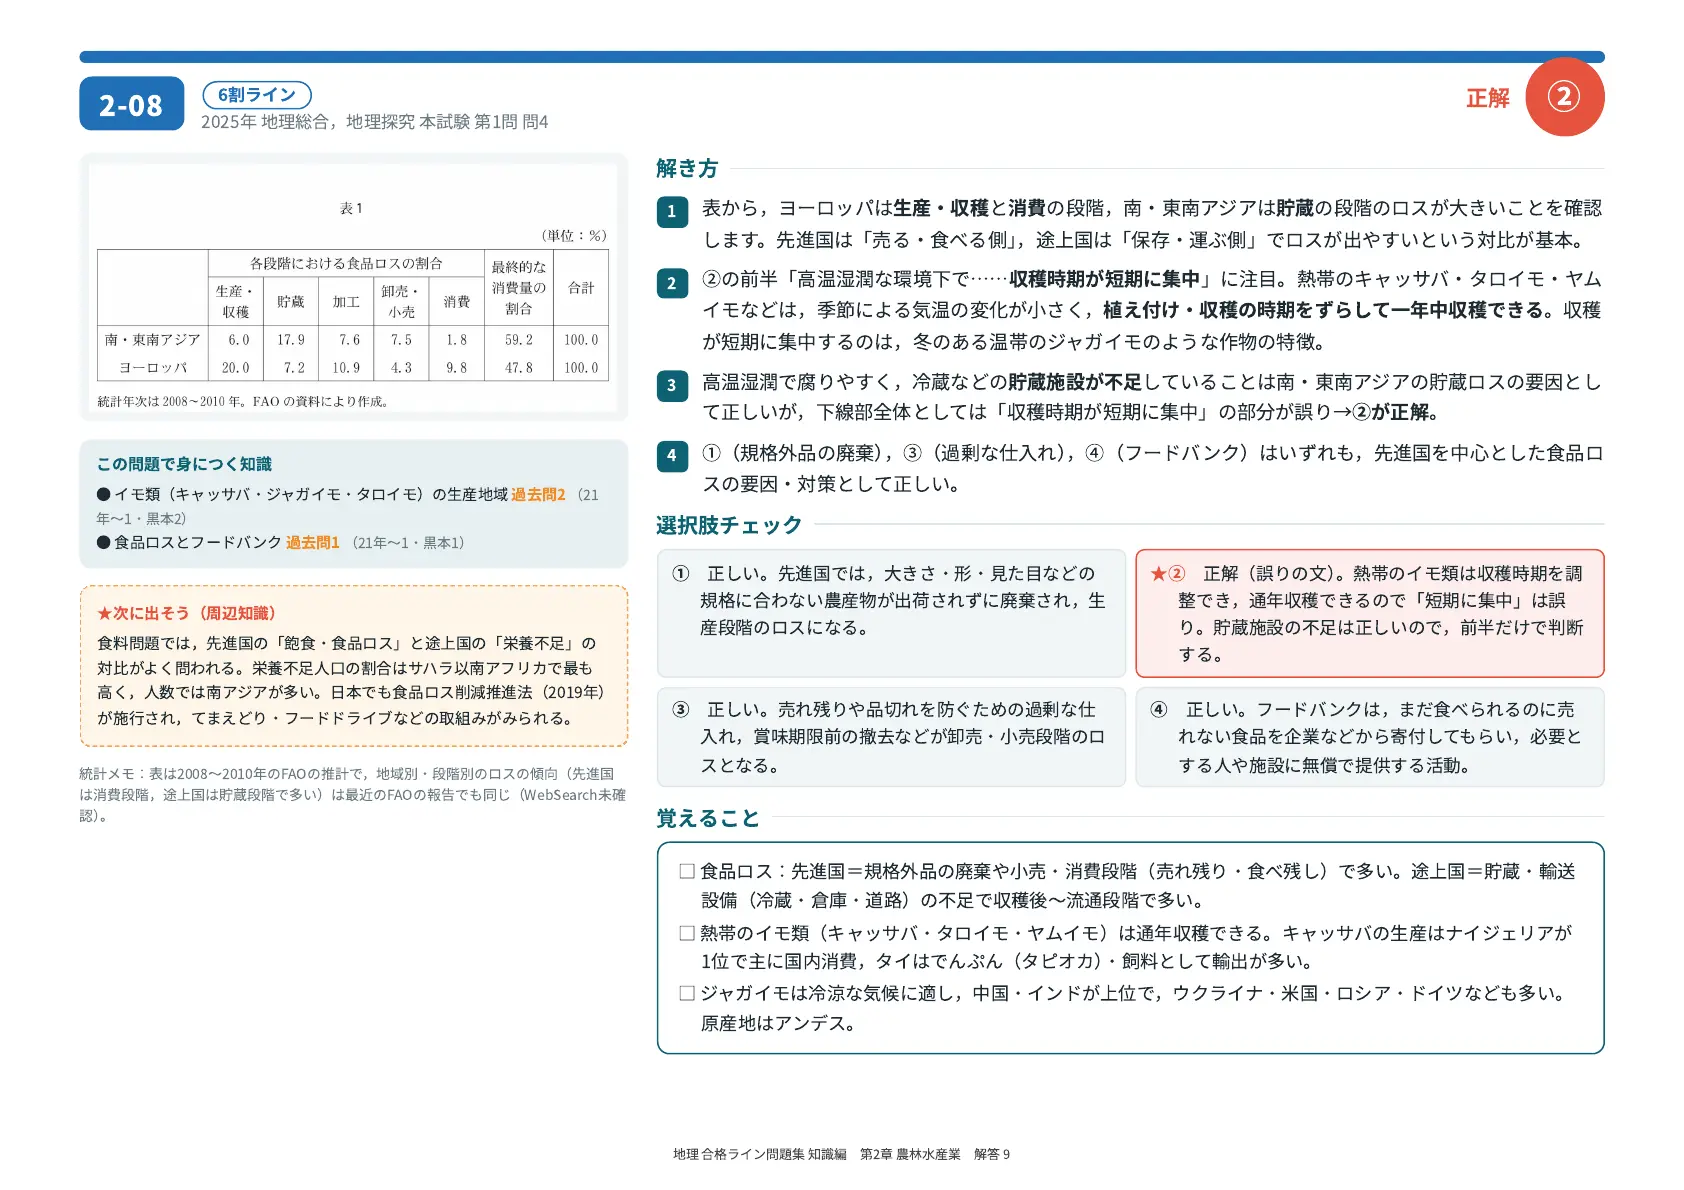 2-08
6割ライン
2025年 地理総合，地理探究 本試験 第1問 問4
正解 ②
表1
（単位：％）
各段階における食品ロスの割合
最終的な消費量の割合
合計
生産・収穫 貯蔵 加工 卸売・小売 消費
南・東南アジア 6.0 17.9 7.6 7.5 1.8 59.2 100.0
ヨーロッパ 20.0 7.2 10.9 4.3 9.8 47.8 100.0
統計年次は 2008～2010 年。FAO の資料により作成。
この問題で身につく知識
● イモ類（キャッサバ・ジャガイモ・タロイモ）の生産地域 過去問2 （21
年～1・黒本2）
● 食品ロスとフードバンク 過去問1 （21年～1・黒本1）
★次に出そう（周辺知識）
食料問題では，先進国の「飽食・食品ロス」と途上国の「栄養不足」の
対比がよく問われる。栄養不足人口の割合はサハラ以南アフリカで最も
高く，人数では南アジアが多い。日本でも食品ロス削減推進法（2019年）
が施行され，てまえどり・フードドライブなどの取組みがみられる。
統計メモ：表は2008～2010年のFAOの推計で，地域別・段階別のロスの傾向（先進国
は消費段階，途上国は貯蔵段階で多い）は最近のFAOの報告でも同じ（WebSearch未確
認）。
解き方
1 表から，ヨーロッパは生産・収穫と消費の段階，南・東南アジアは貯蔵の段階のロスが大きいことを確認
します。先進国は「売る・食べる側」，途上国は「保存・運ぶ側」でロスが出やすいという対比が基本。
2 ②の前半「高温湿潤な環境下で……収穫時期が短期に集中」に注目。熱帯のキャッサバ・タロイモ・ヤム
イモなどは，季節による気温の変化が小さく，植え付け・収穫の時期をずらして一年中収穫できる。収穫
が短期に集中するのは，冬のある温帯のジャガイモのような作物の特徴。
3 高温湿潤で腐りやすく，冷蔵などの貯蔵施設が不足していることは南・東南アジアの貯蔵ロスの要因とし
て正しいが，下線部全体としては「収穫時期が短期に集中」の部分が誤り→②が正解。
4 ①（規格外品の廃棄），③（過剰な仕入れ），④（フードバンク）はいずれも，先進国を中心とした食品ロ
スの要因・対策として正しい。
選択肢チェック
① 正しい。先進国では，大きさ・形・見た目などの
規格に合わない農産物が出荷されずに廃棄され，生
産段階のロスになる。
★② 正解（誤りの文）。熱帯のイモ類は収穫時期を調
整でき，通年収穫できるので「短期に集中」は誤
り。貯蔵施設の不足は正しいので，前半だけで判断
する。
③ 正しい。売れ残りや品切れを防ぐための過剰な仕
入れ，賞味期限前の撤去などが卸売・小売段階のロ
スとなる。
④ 正しい。フードバンクは，まだ食べられるのに売
れない食品を企業などから寄付してもらい，必要と
する人や施設に無償で提供する活動。
覚えること
□ 食品ロス：先進国＝規格外品の廃棄や小売・消費段階（売れ残り・食べ残し）で多い。途上国＝貯蔵・輸送
設備（冷蔵・倉庫・道路）の不足で収穫後～流通段階で多い。
□ 熱帯のイモ類（キャッサバ・タロイモ・ヤムイモ）は通年収穫できる。キャッサバの生産はナイジェリアが
1位で主に国内消費，タイはでんぷん（タピオカ）・飼料として輸出が多い。
□ ジャガイモは冷涼な気候に適し，中国・インドが上位で，ウクライナ・米国・ロシア・ドイツなども多い。
原産地はアンデス。
地理 合格ライン問題集 知識編 第2章 農林水産業 解答 9